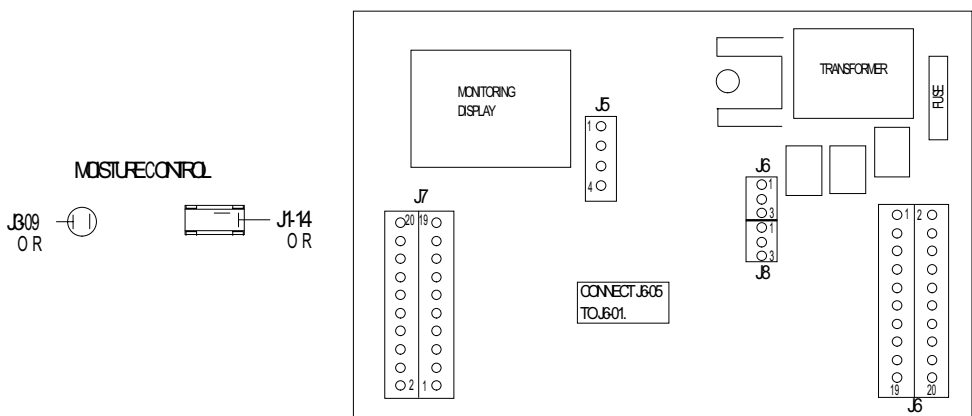 MOISTURE CONTROL
J3-09
OR
J1-14
OR
MONITORING
DISPLAY
J5
1
4
TRANSFORMER
FUSE
J7
20 19
2 1
J6
1
3
1
3
J8
CONNECT J6-05
TO J6-01.
1 2
19 20
J6